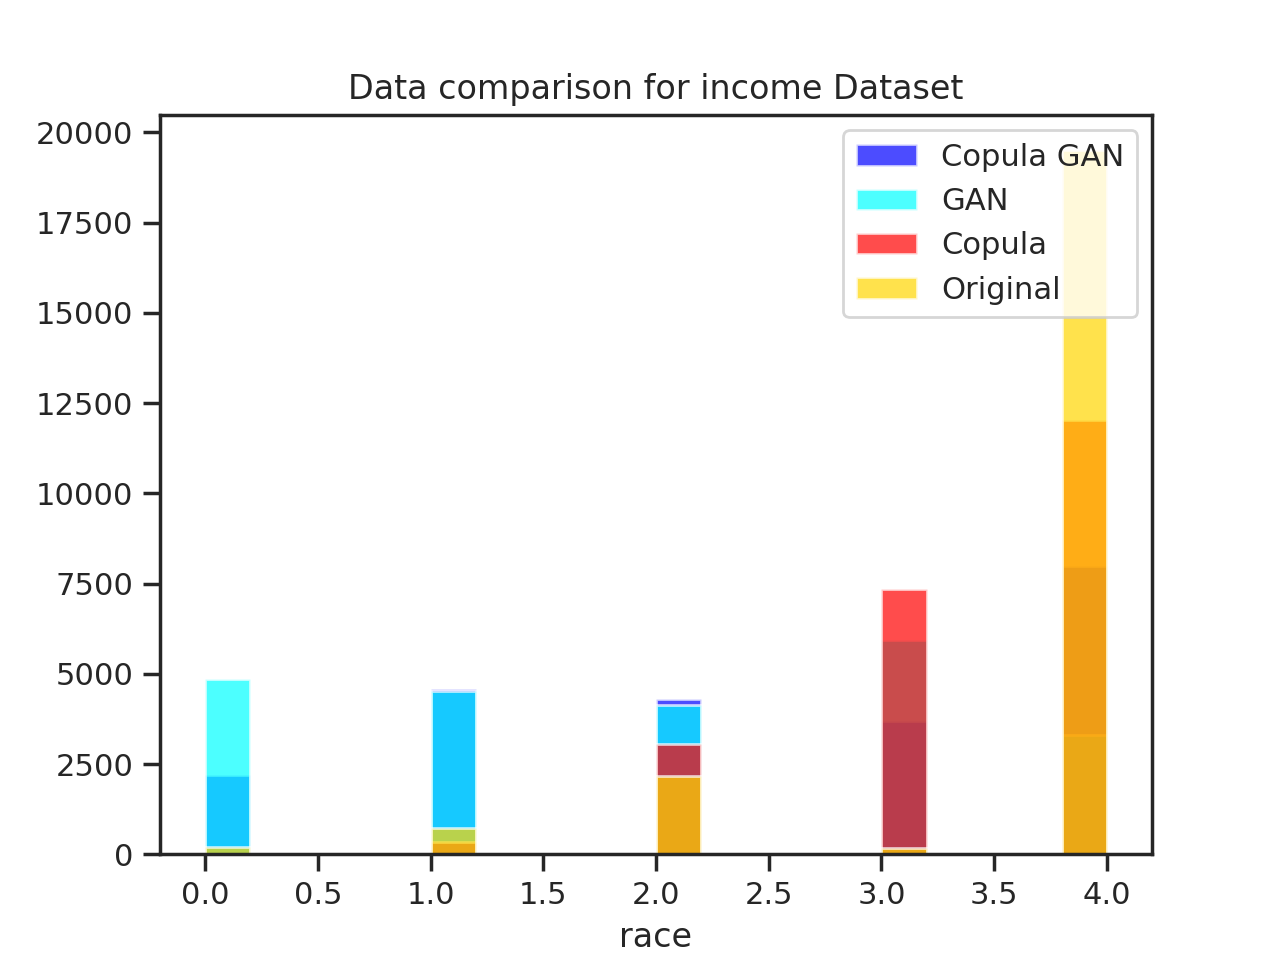 Data comparison for income Dataset
20000
17500
15000
12500
10000
7500
5000
2500
0
Copula GAN
GAN
Copula
Original
0.0 0.5 1.0 1.5 2.0 2.5 3.0 3.5 4.0
race